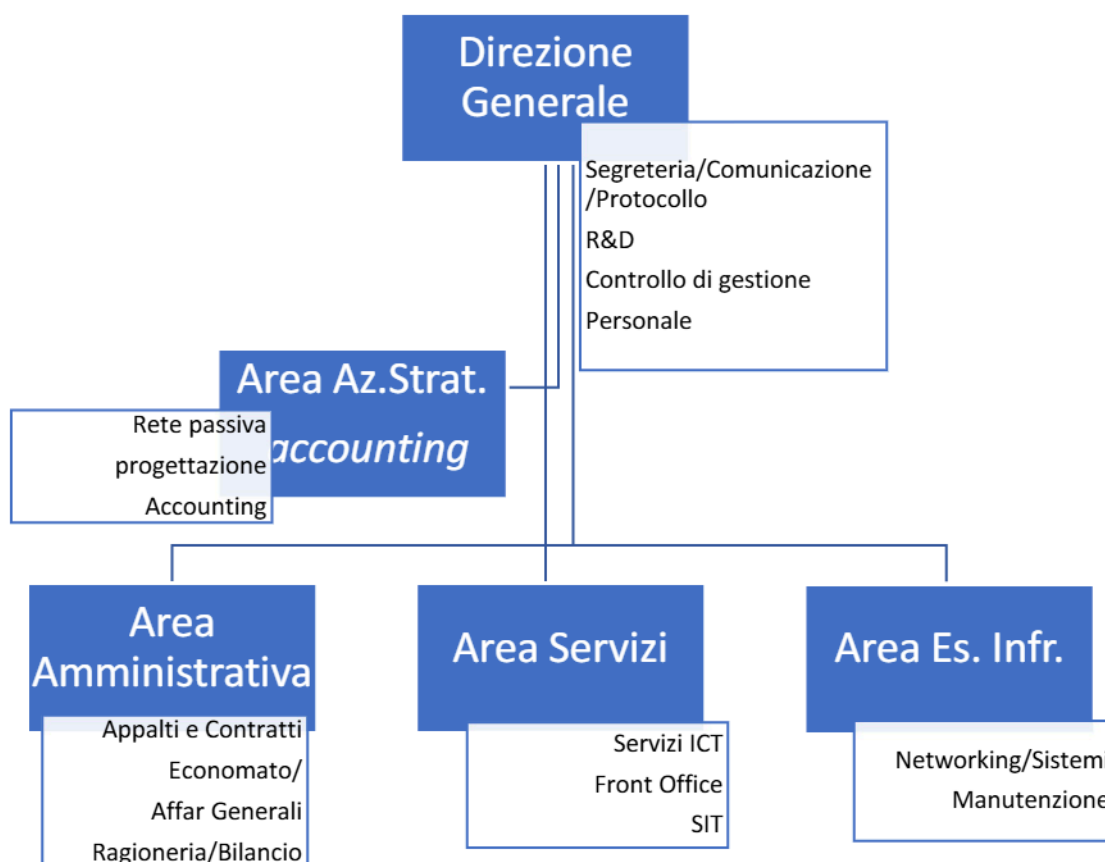 Direzione
Generale
Segreteria/Comunicazione
/Protocollo
R&D
Controllo di gestione
Personale
Area Az.Strat.
accounting
Rete passiva
progettazione
Accounting
Area
Amministrativa
Appalti e Contratti
Economato/
Affar Generali
Ragioneria/Bilancio
Area Servizi
Servizi ICT
Front Office
SIT
Area Es. Infr.
Networking/Sistemi
Manutenzione